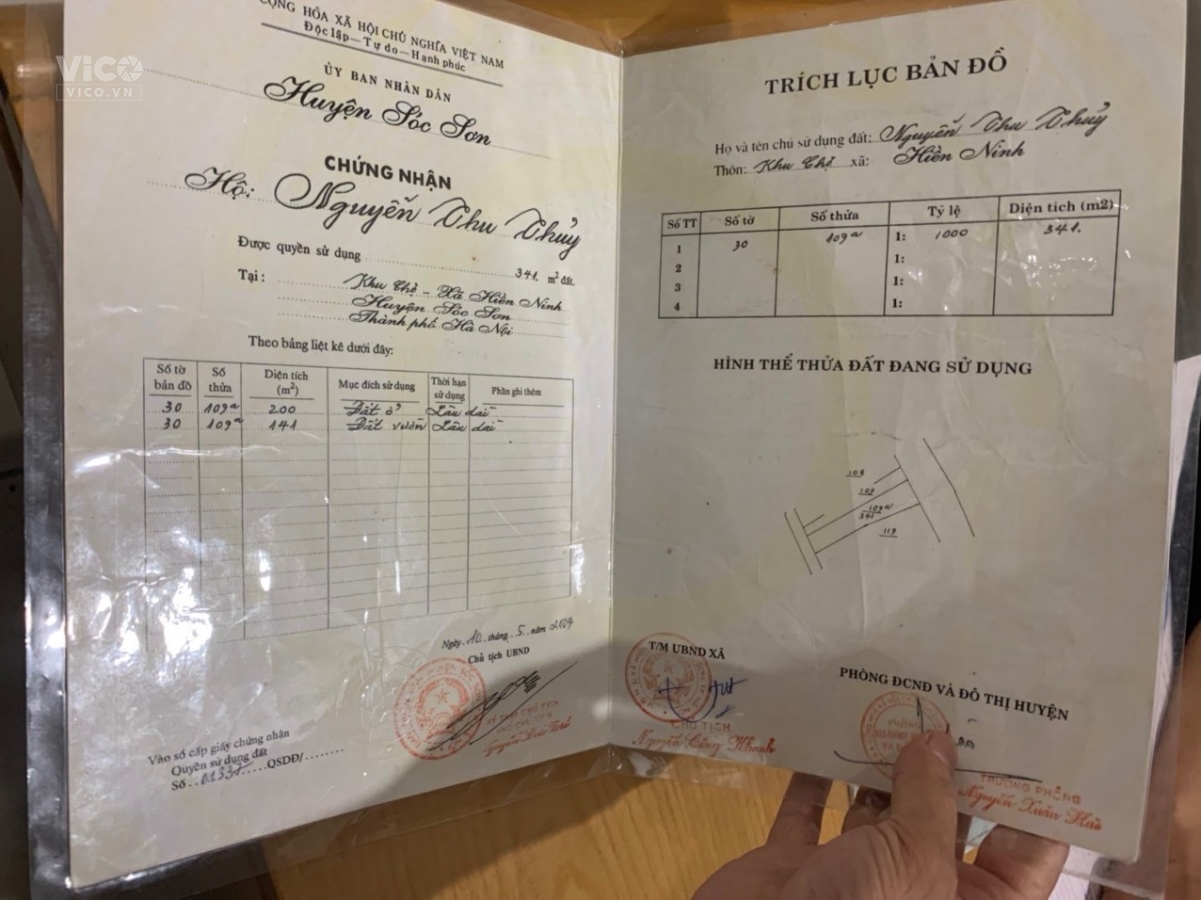 VICO
VICO.VN
CỘNG HÒA XÃ HỘI CHỦ NGHĨA VIỆT NAM
Độc lập — Tự do — Hạnh phúc
ỦY BAN NHÂN DÂN
Huyện Sóc Sơn
CHỨNG NHẬN
Hộ: Nguyễn Thu Thủy
Được quyền sử dụng 341. m² đất.
Tại: Khu Chợ - Xã Hiền Ninh
Huyện Sóc Sơn
Thành phố Hà Nội
Theo bảng liệt kê dưới đây:
Số tờ bản đồ Số thửa Diện tích (m²) Mục đích sử dụng Thời hạn sử dụng Phần ghi thêm
30 109a 200 Đất ở Lâu dài
30 109a 141 Đất vườn Lâu dài
Ngày 10 tháng 5 năm
Chủ tịch UBND
Vào sổ cấp giấy chứng nhận
Quyền sử dụng đất
Số QSDĐ/
TRÍCH LỤC BẢN ĐỒ
Họ và tên chủ sử dụng đất: Nguyễn Thu Thủy
Thôn: Khu Chợ xã: Hiền Ninh
Số TT Số tờ Số thửa Tỷ lệ Diện tích (m2)
1 30 109a 1: 1000 341.
2 1:
3 1:
4 1:
HÌNH THỂ THỬA ĐẤT ĐANG SỬ DỤNG
108
109
109a
341
119
T/M UBND XÃ
CHỦ TỊCH
Nguyễn Công Khanh
PHÒNG ĐCNĐ VÀ ĐÔ THỊ HUYỆN
TRƯỞNG PHÒNG
Nguyễn Xuân